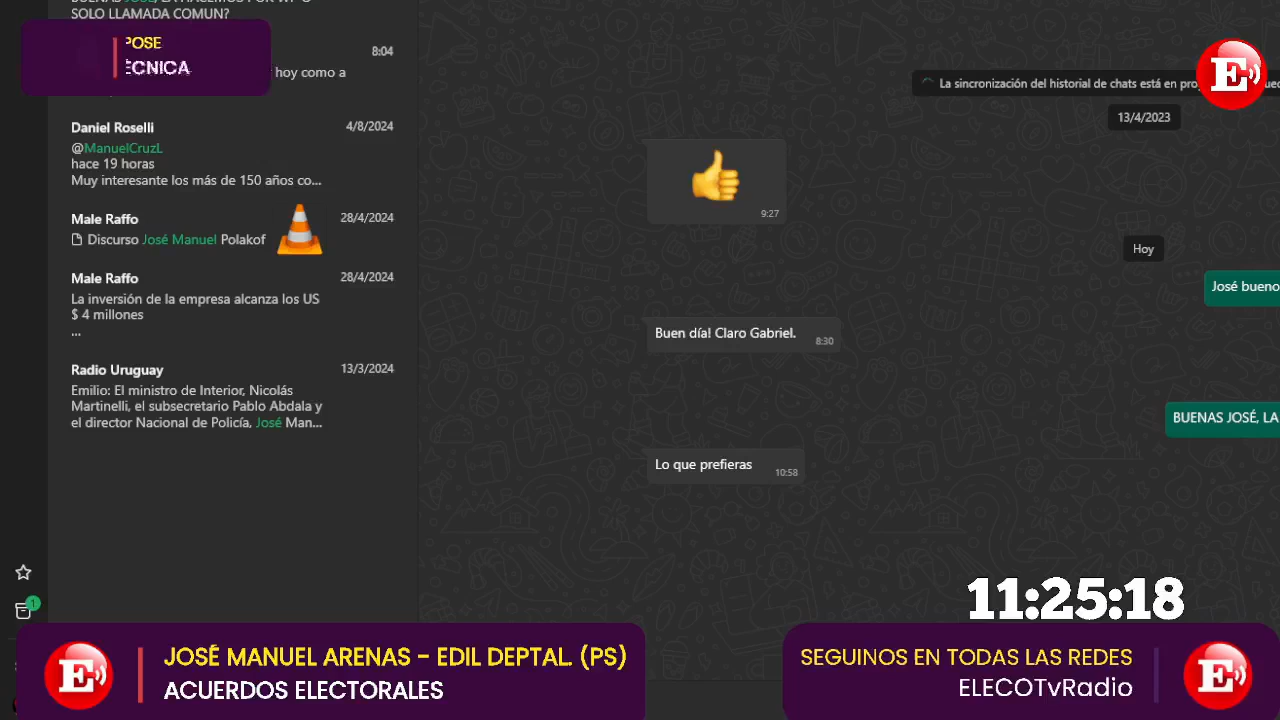 SOLO LLAMADA COMUN?
POSE
ECNICA
8:04
hoy como a
Daniel Roselli
4/8/2024
@ManuelCruzL
hace 19 horas
Muy interesante los más de 150 años co...
Male Raffo
28/4/2024
Discurso José Manuel Polakof
Male Raffo
28/4/2024
La inversión de la empresa alcanza los US
$ 4 millones
...
Radio Uruguay
13/3/2024
Emilio: El ministro de Interior, Nicolás
Martinelli, el subsecretario Pablo Abdala y
el director Nacional de Policía, José Man...
1
La sincronización del historial de chats está en
E
13/4/2023
👍
9:27
Hoy
José bueno
Buen día! Claro Gabriel.
8:30
BUENAS JOSÉ, LA
Lo que prefieras
10:58
11:25:18
E
JOSÉ MANUEL ARENAS - EDIL DEPTAL. (PS)
ACUERDOS ELECTORALES
SEGUINOS EN TODAS LAS REDES
ELECOTvRadio
E